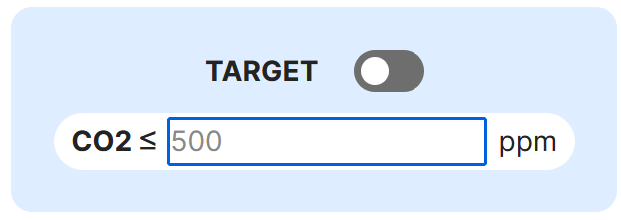 TARGET
CO2 ≤ 500 ppm